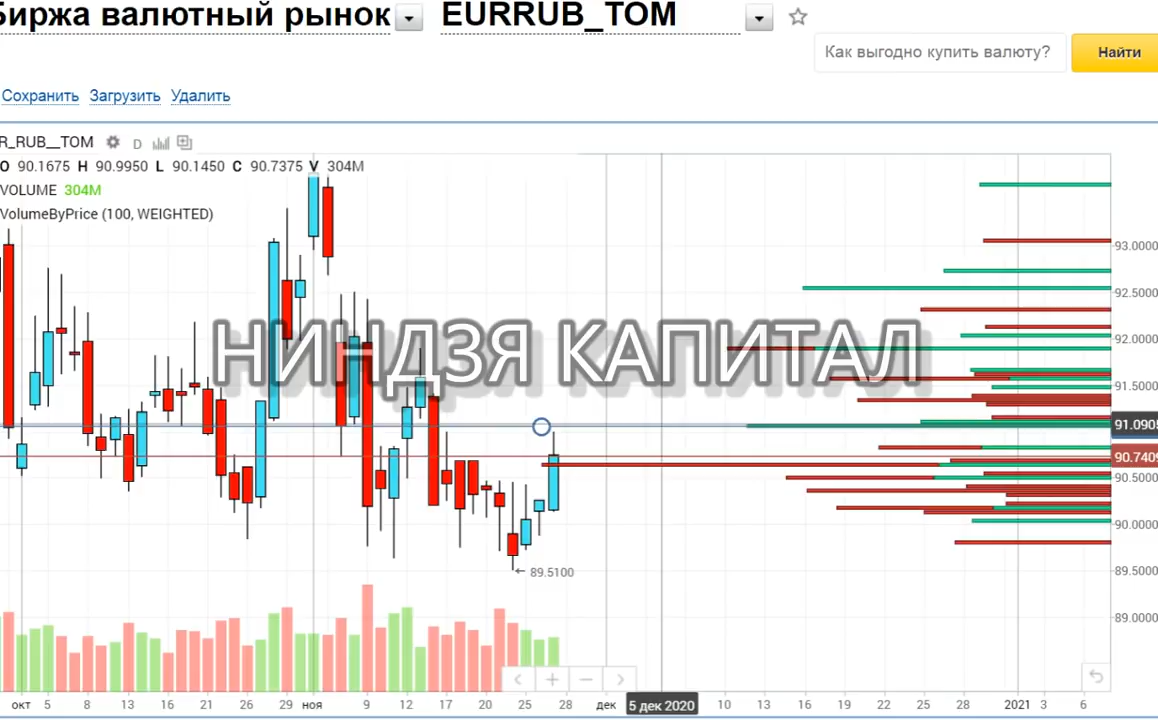 Биржа валютный рынок EURRUB_TOM
Как выгодно купить валюту? Найти
Сохранить Загрузить Удалить
R_RUB__TOM D
O 90.1675 H 90.9950 L 90.1450 C 90.7375 V 304M
VOLUME 304M
VolumeByPrice (100, WEIGHTED)
93.0000
92.5000
92.0000
НИНДЗЯ КАПИТАЛ
91.5000
91.0905
90.7409
90.5000
90.0000
89.5100
89.5000
89.0000
окт 5 8 13 16 21 26 29 ноя 9 12 17 20 25 28 дек 5 дек 2020 10 13 16 19 22 25 28 2021 3 6